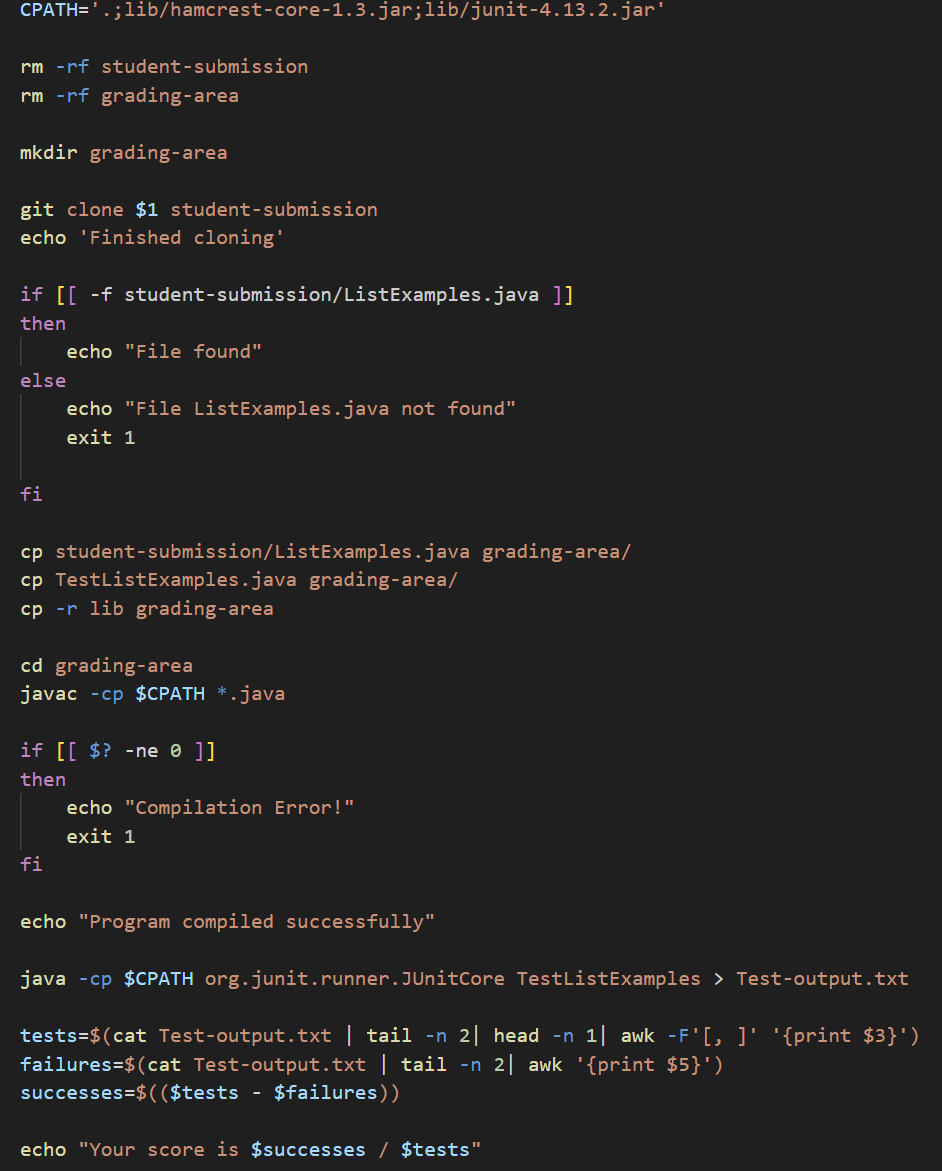 CPATH='.;lib/hamcrest-core-1.3.jar;lib/junit-4.13.2.jar'
rm -rf student-submission
rm -rf grading-area
mkdir grading-area
git clone $1 student-submission
echo 'Finished cloning'
if [[ -f student-submission/ListExamples.java ]]
then
    echo "File found"
else
    echo "File ListExamples.java not found"
    exit 1
fi
cp student-submission/ListExamples.java grading-area/
cp TestListExamples.java grading-area/
cp -r lib grading-area
cd grading-area
javac -cp $CPATH *.java
if [[ $? -ne 0 ]]
then
    echo "Compilation Error!"
    exit 1
fi
echo "Program compiled successfully"
java -cp $CPATH org.junit.runner.JUnitCore TestListExamples > Test-output.txt
tests=$(cat Test-output.txt | tail -n 2| head -n 1| awk -F'[, ]' '{print $3}')
failures=$(cat Test-output.txt | tail -n 2| awk '{print $5}')
successes=$(($tests - $failures))
echo "Your score is $successes / $tests"